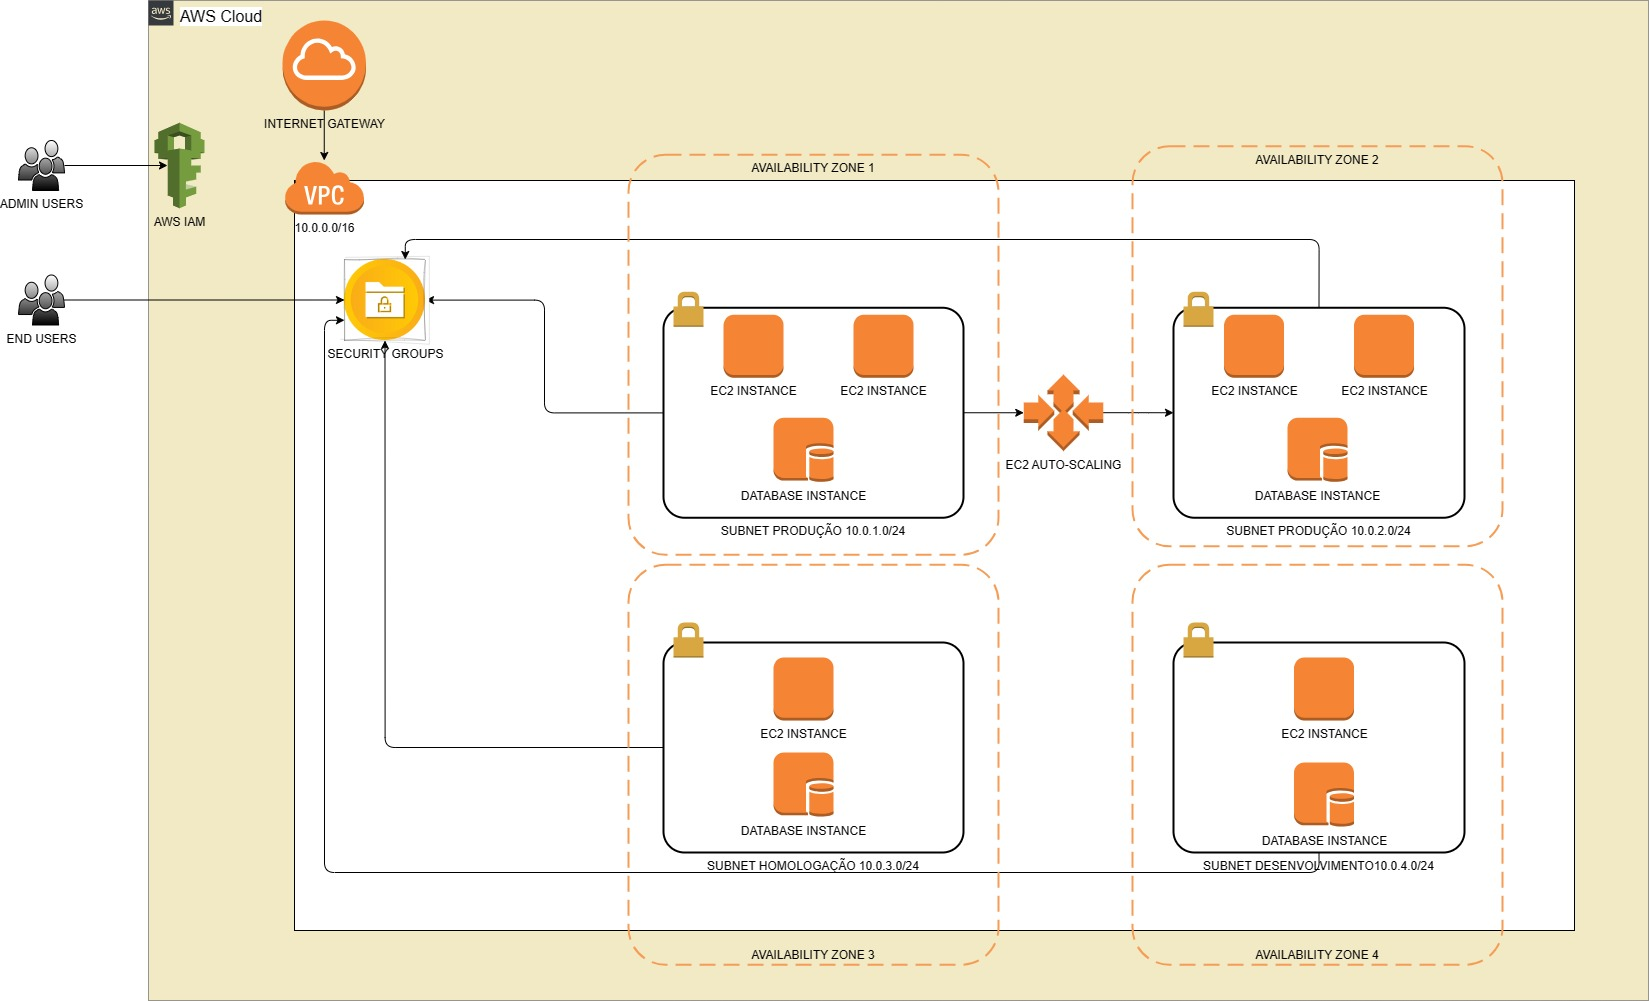 aws
AWS Cloud
INTERNET GATEWAY
ADMIN USERS
AWS IAM
VPC
10.0.0.0/16
END USERS
SECURITY GROUPS
AVAILABILITY ZONE 1
EC2 INSTANCE
EC2 INSTANCE
DATABASE INSTANCE
SUBNET PRODUÇÃO 10.0.1.0/24
EC2 AUTO-SCALING
AVAILABILITY ZONE 2
EC2 INSTANCE
EC2 INSTANCE
DATABASE INSTANCE
SUBNET PRODUÇÃO 10.0.2.0/24
EC2 INSTANCE
DATABASE INSTANCE
SUBNET HOMOLOGAÇÃO 10.0.3.0/24
AVAILABILITY ZONE 3
EC2 INSTANCE
DATABASE INSTANCE
SUBNET DESENVOLVIMENTO10.0.4.0/24
AVAILABILITY ZONE 4